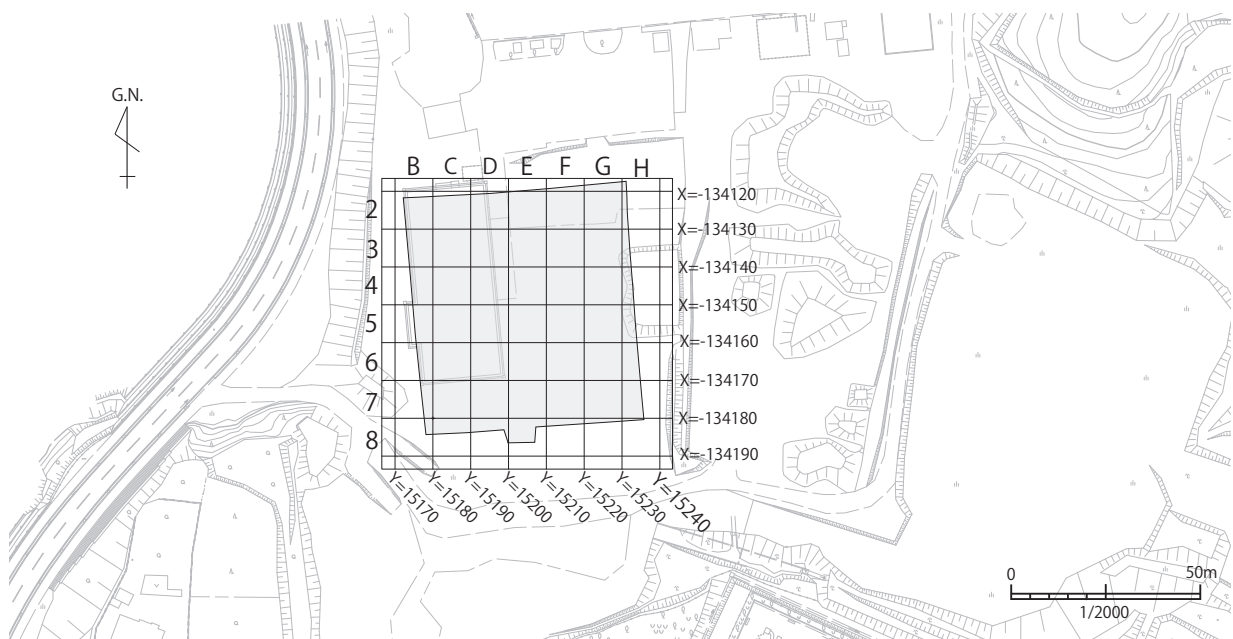 G.N.
B C D E F G H
2
3
4
5
6
7
8
X=-134120
X=-134130
X=-134140
X=-134150
X=-134160
X=-134170
X=-134180
X=-134190
Y=15170
Y=15180
Y=15190
Y=15200
Y=15210
Y=15220
Y=15230
Y=15240
0 50m
1/2000